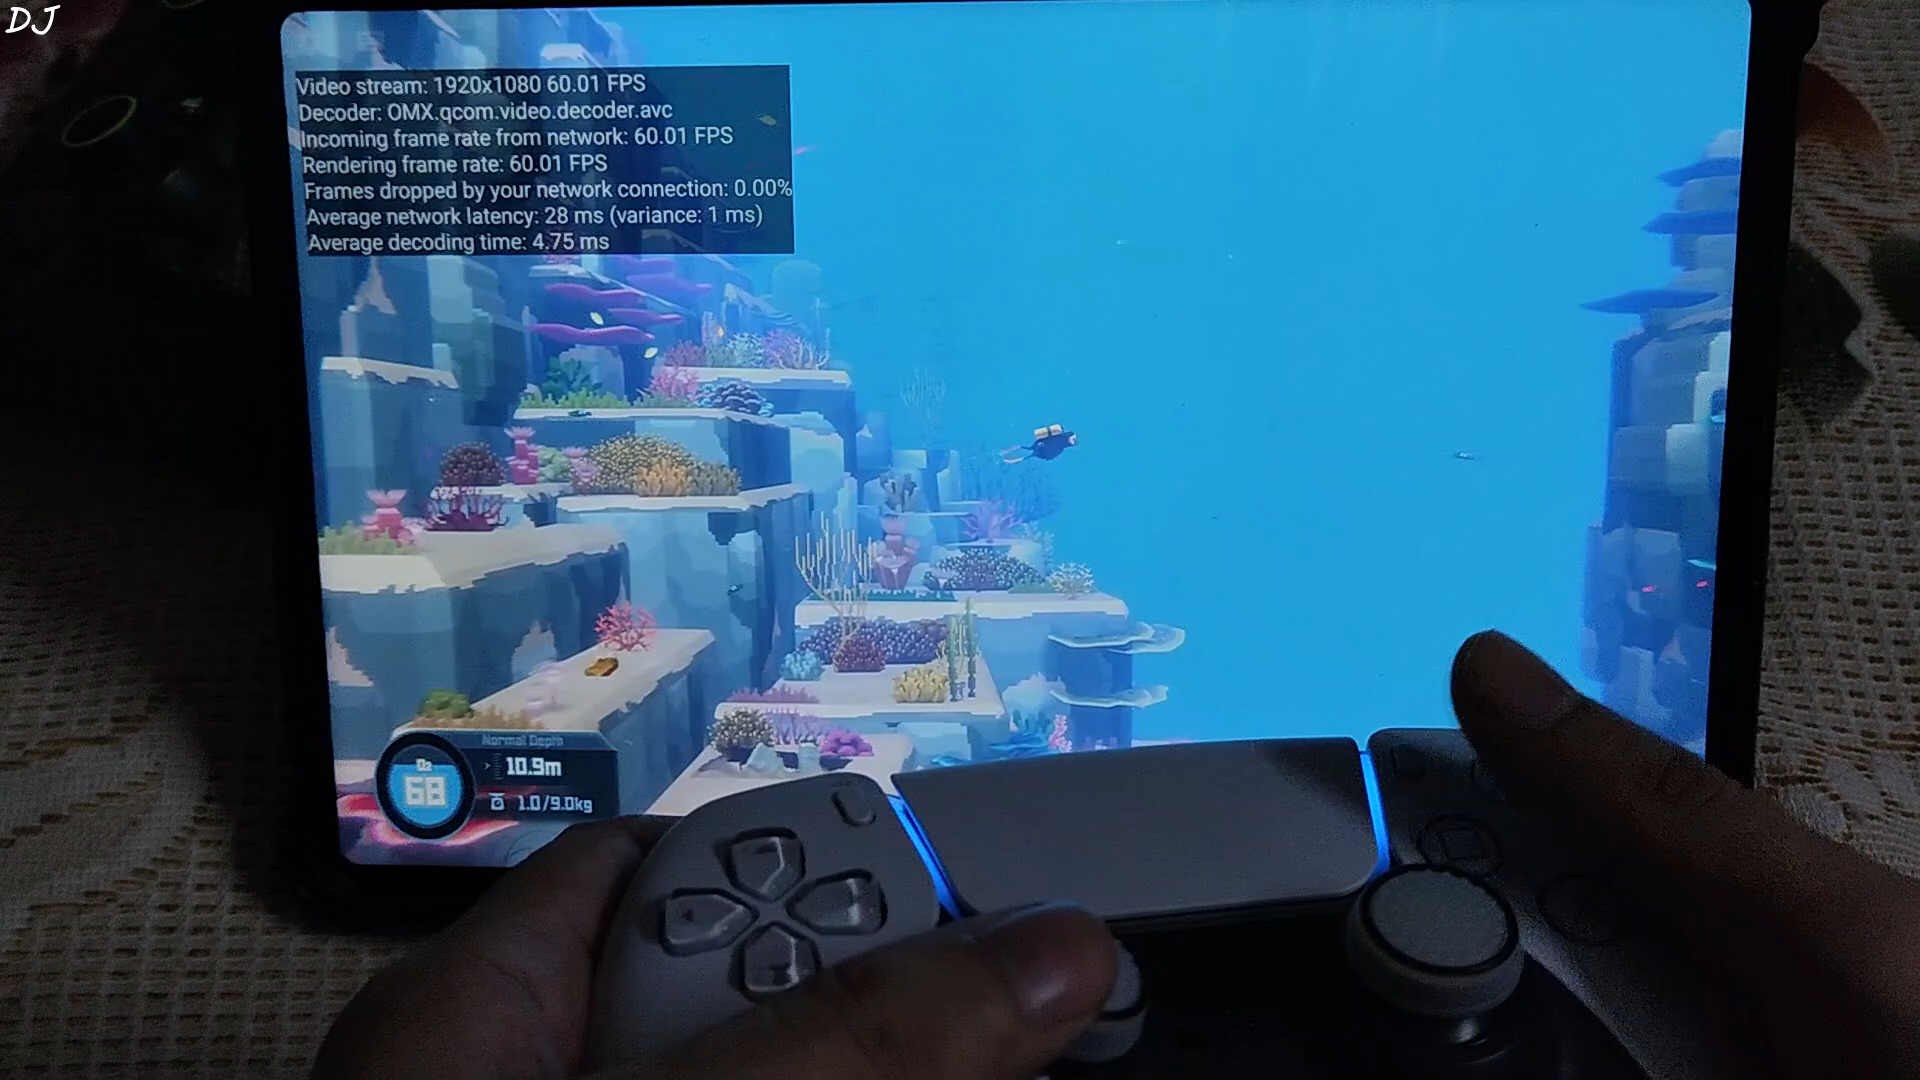 DJ
Video stream: 1920x1080 60.01 FPS
Decoder: OMX.qcom.video.decoder.avc
Incoming frame rate from network: 60.01 FPS
Rendering frame rate: 60.01 FPS
Frames dropped by your network connection: 0.00%
Average network latency: 28 ms (variance: 1 ms)
Average decoding time: 4.75 ms
Normal Depth
O₂
68
10.9m
1.0/9.0kg